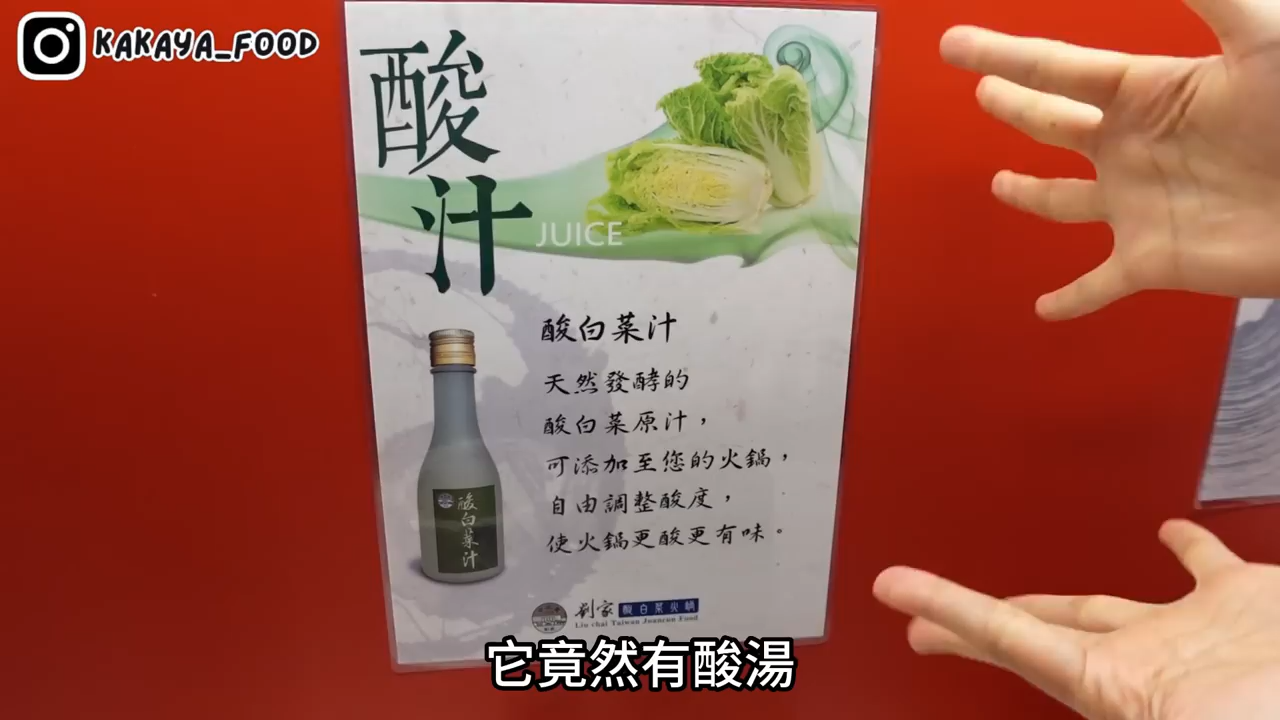 KAKAYA_FOOD
酸汁
JUICE
酸白菜汁
天然發酵的
酸白菜原汁，
可添加至您的火鍋，
自由調整酸度，
使火鍋更酸更有味。
酸白菜汁
劉家 酸白菜火鍋
Liu chai Taiwan Juancun Food
它竟然有酸湯